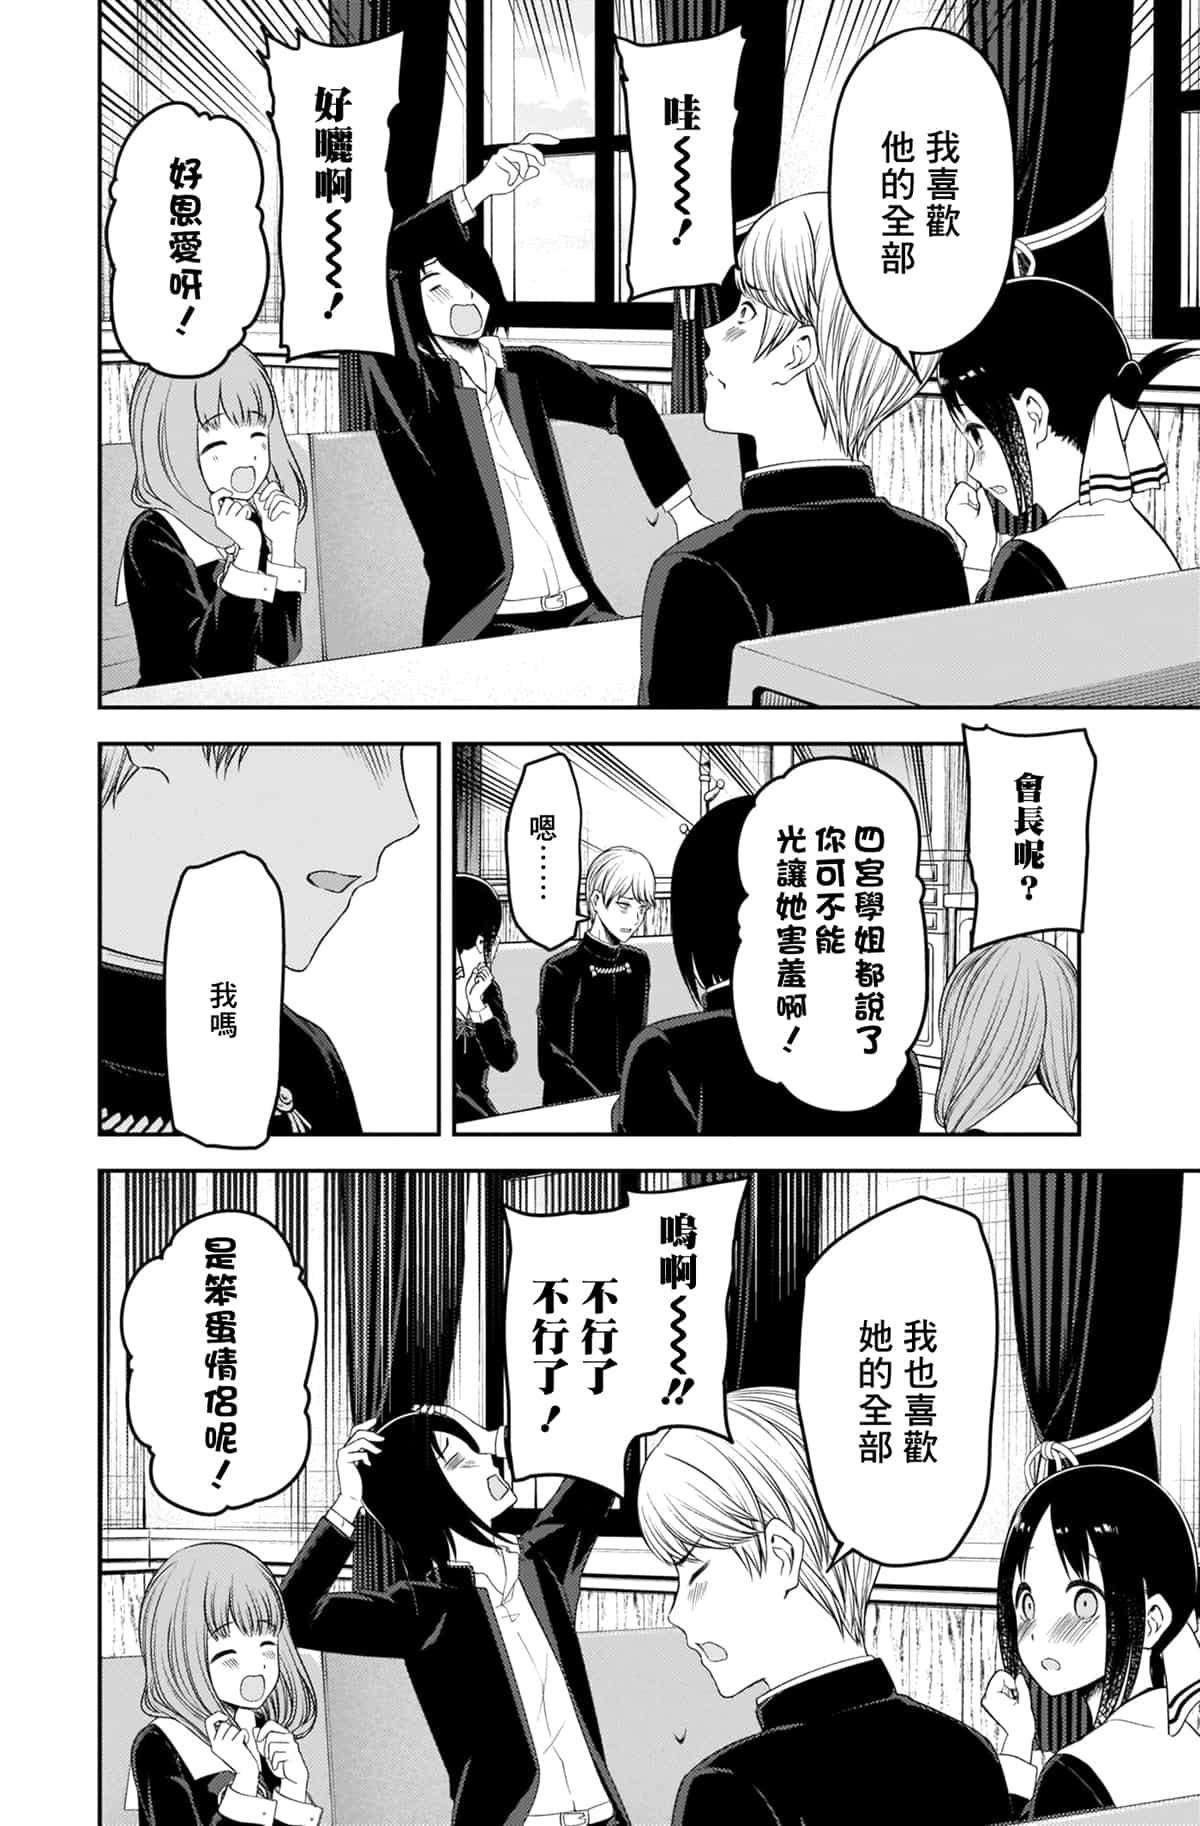 我喜歡
他的全部
哇～～～！
好曬啊～～～！
好恩愛呀！
會長呢？
四宮學姐都說了
你可不能
光讓她害羞啊！
嗯……
我嗎
我也喜歡
她的全部
嗚啊～～～!!
不行了
不行了！
是笨蛋情侶呢！